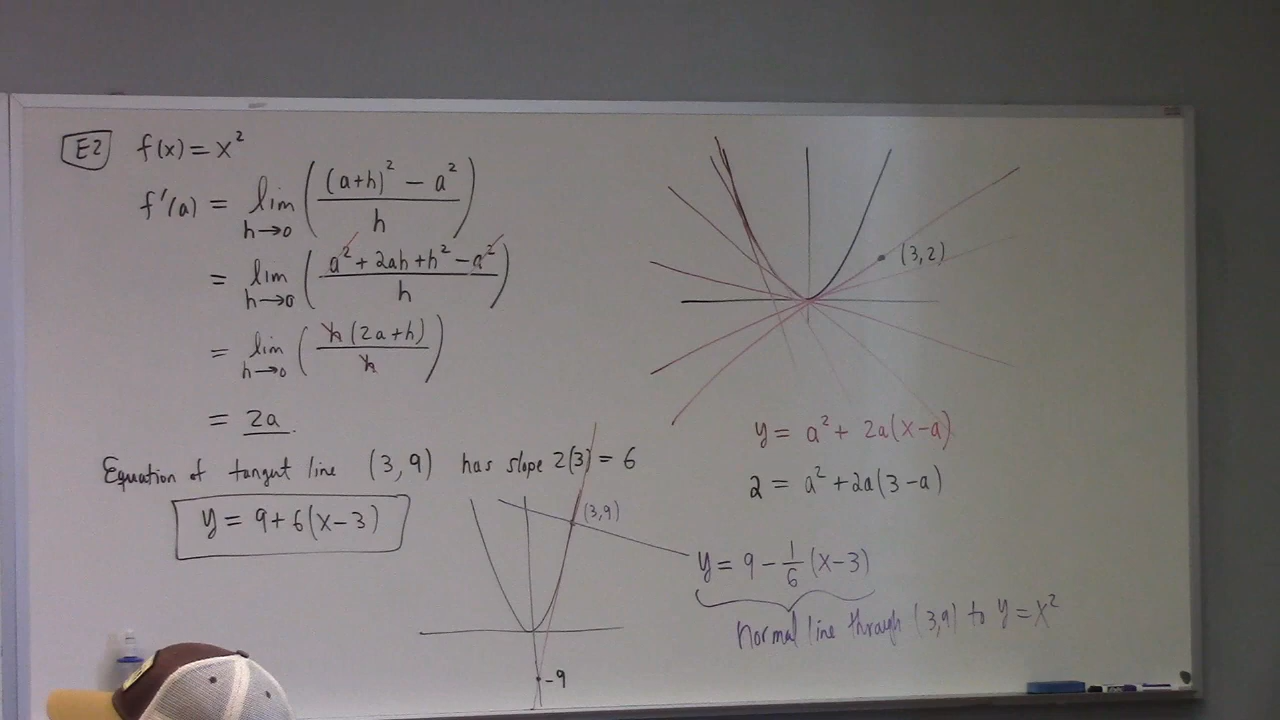 E2 f(x) = x²
f'(a) = lim h→0 ( ((a+h)² - a²) / h )
= lim h→0 ( (a² + 2ah + h² - a²) / h )
= lim h→0 ( h(2a+h) / h )
= 2a.
Equation of tangent line (3,9) has slope 2(3) = 6
y = 9 + 6(x-3)
(3,9)
-9
(3,2)
y = a² + 2a(x-a)
2 = a² + 2a(3-a)
y = 9 - 1/6 (x-3)
normal line through (3,9) to y = x²